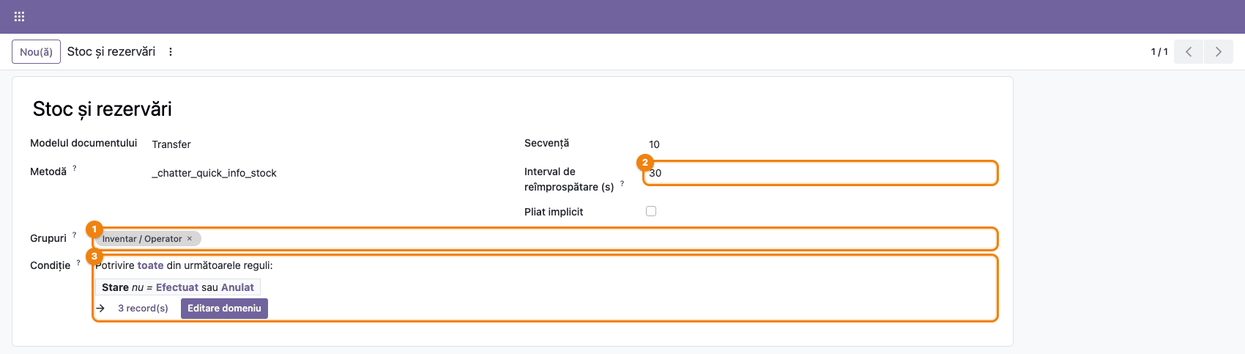 Nou(ă) Stoc și rezervări
1 / 1
Stoc și rezervări
Modelul documentului Transfer
Secvență 10
Metodă ? _chatter_quick_info_stock
Interval de
reîmprospătare (s) ? 30
2
Pliat implicit
1
Grupuri ? Inventar / Operator ×
3
Condiție ? Potrivire toate din următoarele reguli:
Stare nu = Efectuat sau Anulat
3 record(s) Editare domeniu